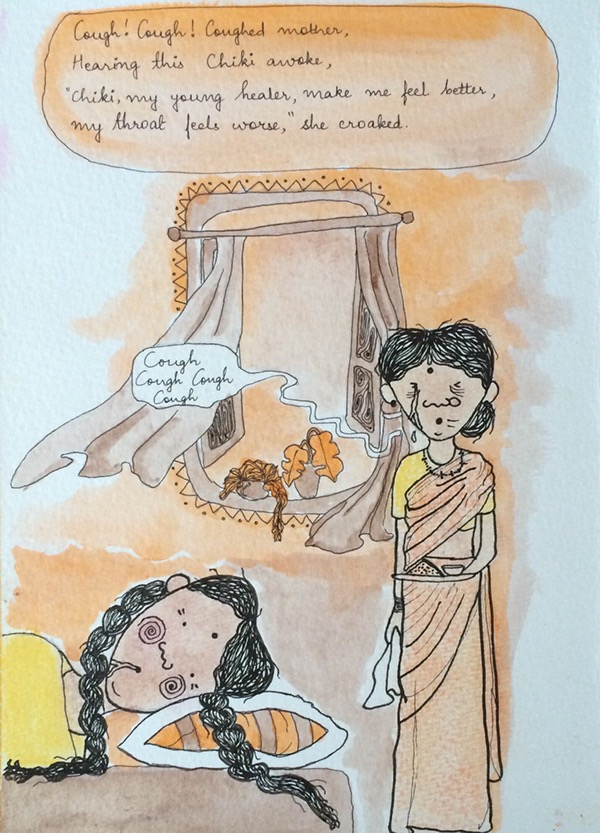 Cough! Cough! Coughed mother,
Hearing this Chiki awoke,
"Chiki, my young healer, make me feel better,
my throat feels worse," she croaked.
Cough
Cough Cough
Cough